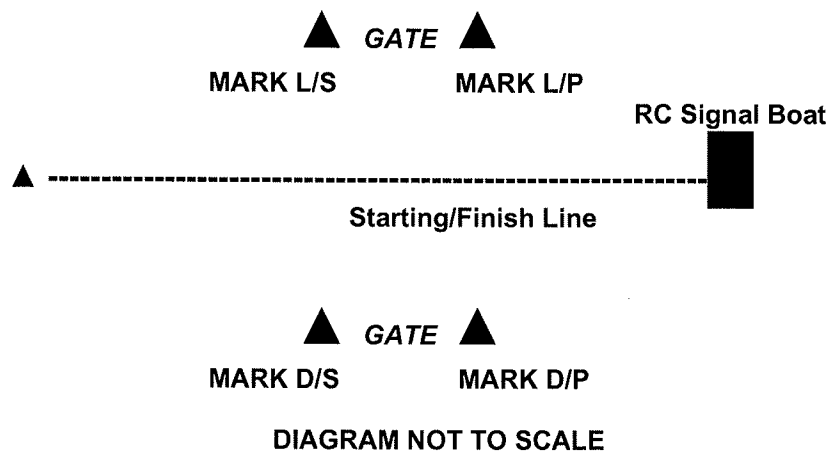 GATE
MARK L/S MARK L/P
RC Signal Boat
Starting/Finish Line
GATE
MARK D/S MARK D/P
DIAGRAM NOT TO SCALE